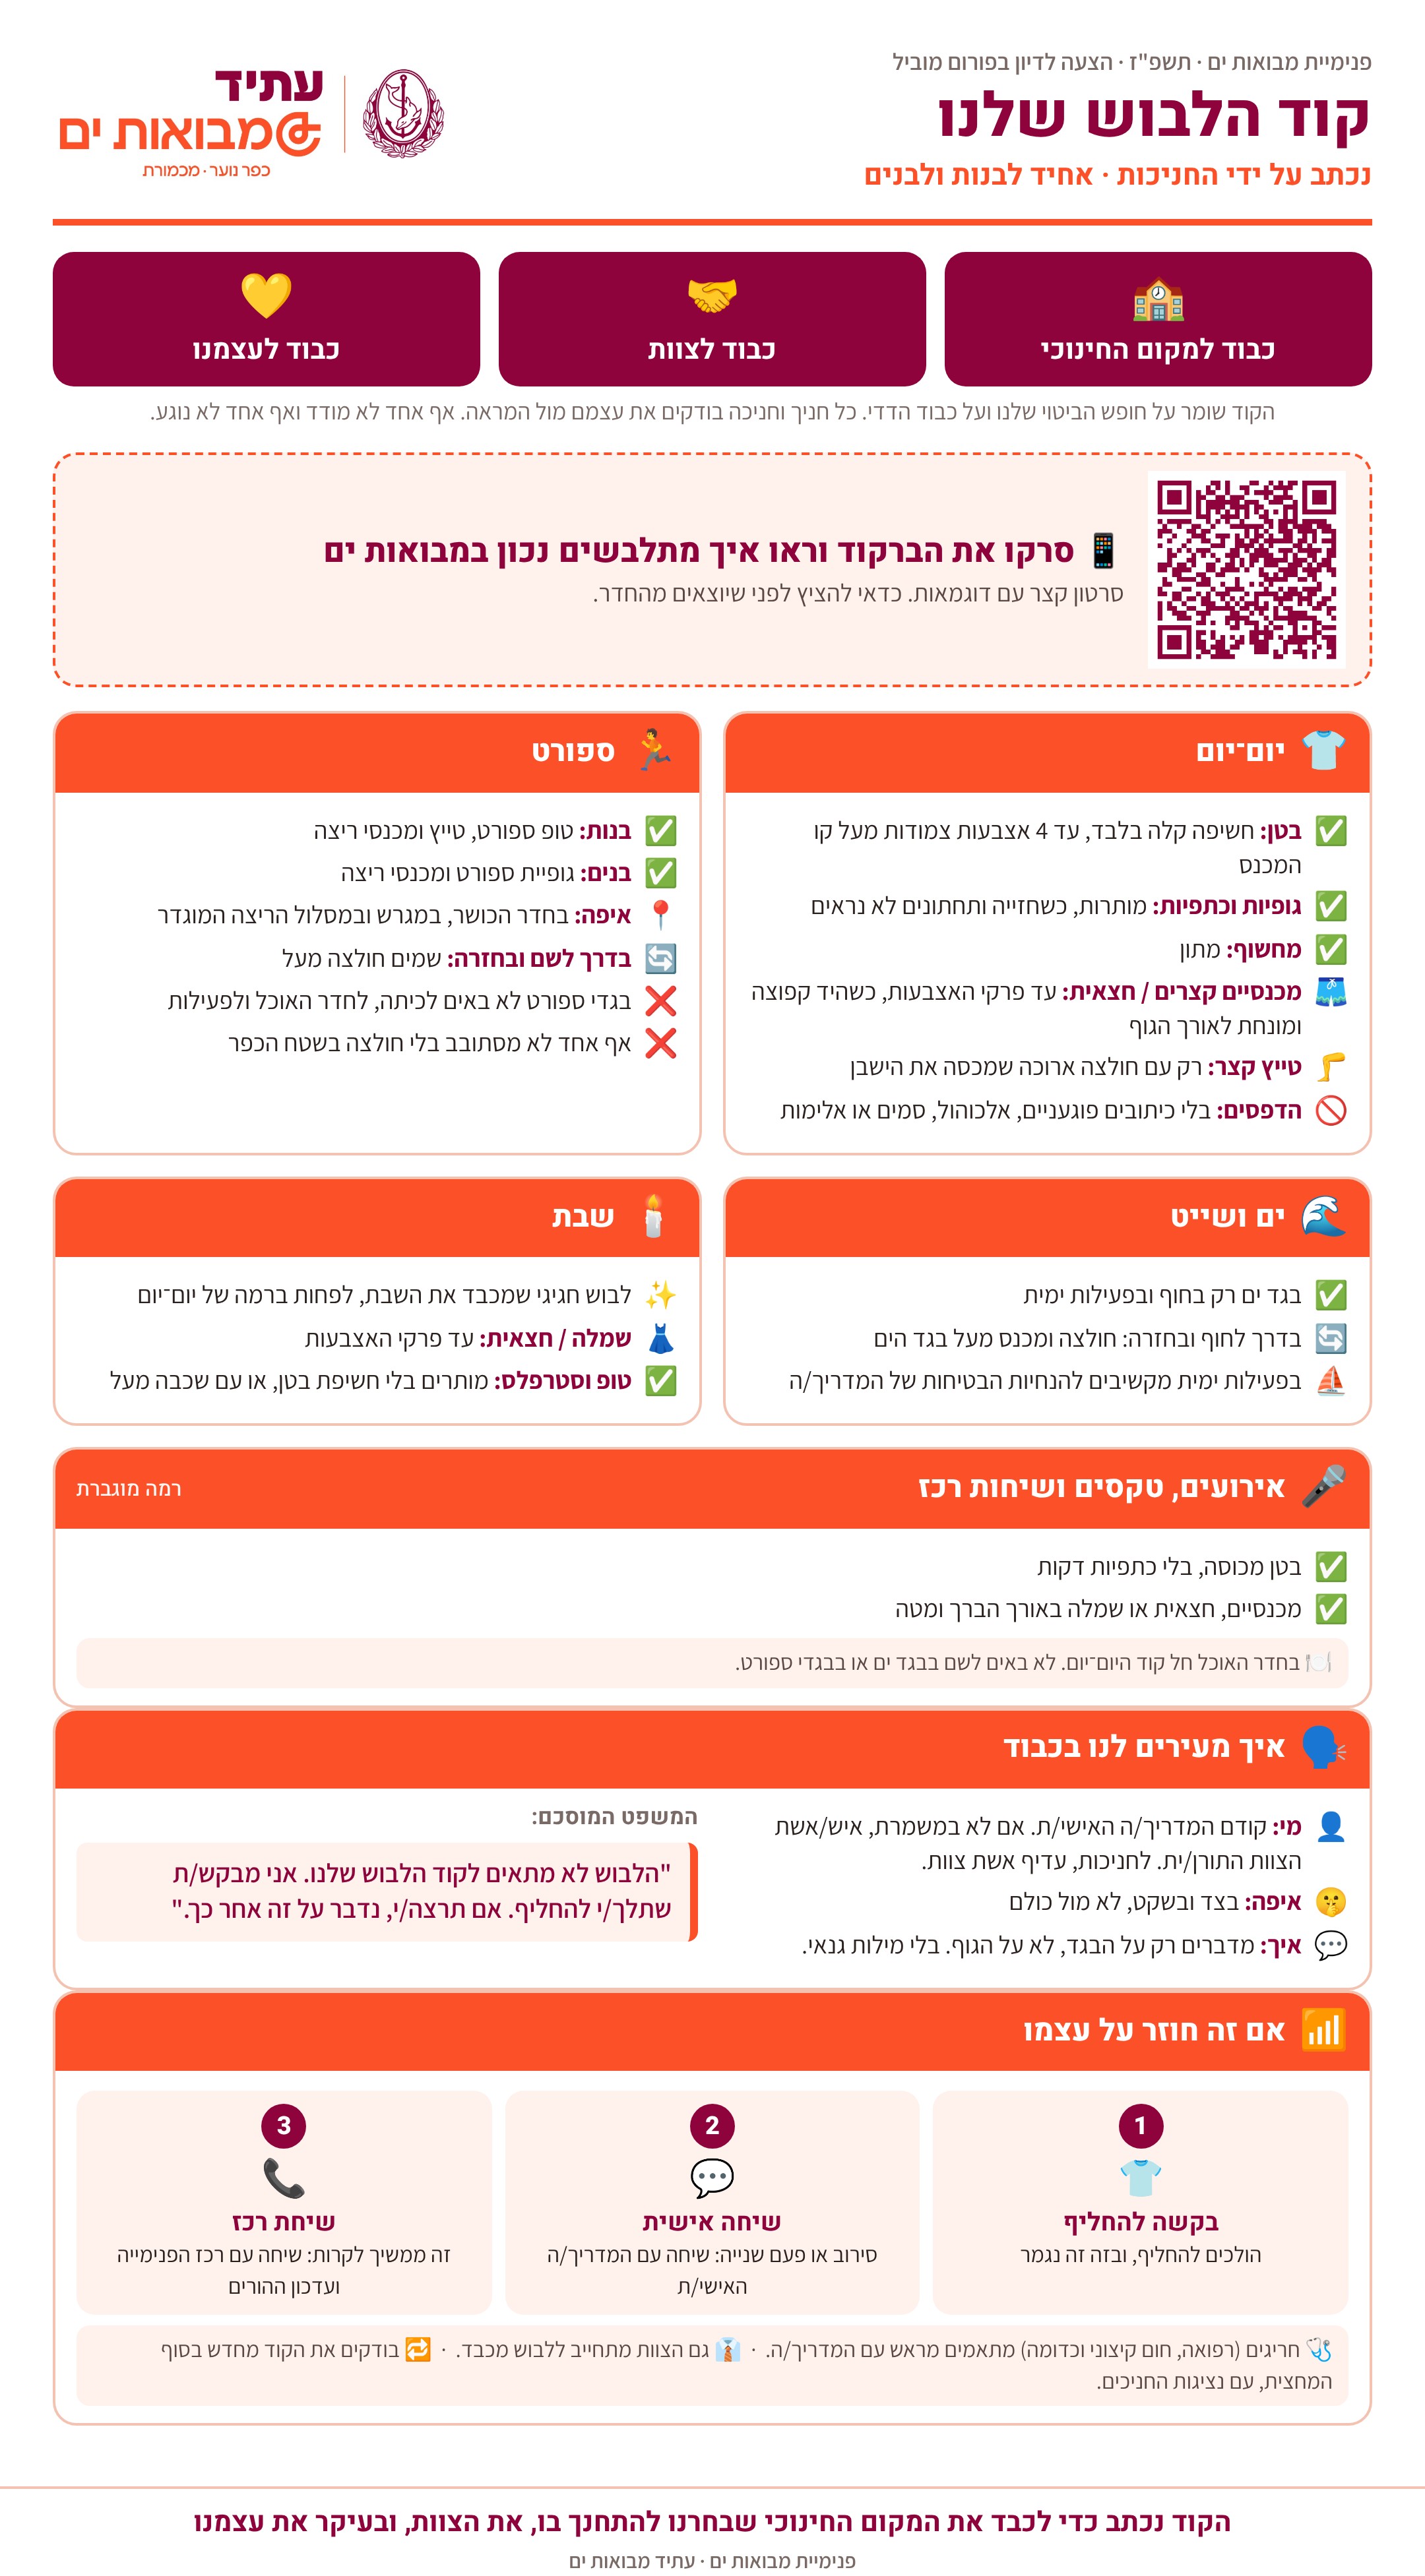 פנימיית מבואות ים · תשפ"ז · הצעה לדיון בפורום מוביל
קוד הלבוש שלנו
נכתב על ידי החניכות · אחיד לבנות ולבנים
עתיד
מבואות ים
כפר נוער · מכמורת
כבוד למקום החינוכי
כבוד לצוות
כבוד לעצמנו
הקוד שומר על חופש הביטוי שלנו ועל כבוד הדדי. כל חניך וחניכה בודקים את עצמם מול המראה. אף אחד לא מודד ואף אחד לא נוגע.
סרקו את הברקוד וראו איך מתלבשים נכון במבואות ים
סרטון קצר עם דוגמאות. כדאי להציץ לפני שיוצאים מהחדר.
יום־יום
בטן: חשיפה קלה בלבד, עד 4 אצבעות צמודות מעל קו
המכנס
גופיות וכתפיות: מותרות, כשחזייה ותחתונים לא נראים
מחשוף: מתון
מכנסיים קצרים / חצאית: עד פרקי האצבעות, כשהיד קפוצה
ומונחת לאורך הגוף
טייץ קצר: רק עם חולצה ארוכה שמכסה את הישבן
הדפסים: בלי כיתובים פוגעניים, אלכוהול, סמים או אלימות
ספורט
בנות: טופ ספורט, טייץ ומכנסי ריצה
בנים: גופיית ספורט ומכנסי ריצה
איפה: בחדר הכושר, במגרש ובמסלול הריצה המוגדר
בדרך לשם ובחזרה: שמים חולצה מעל
בגדי ספורט לא באים לכיתה, לחדר האוכל ולפעילות
אף אחד לא מסתובב בלי חולצה בשטח הכפר
ים ושייט
בגד ים רק בחוף ובפעילות ימית
בדרך לחוף ובחזרה: חולצה ומכנס מעל בגד הים
בפעילות ימית מקשיבים להנחיות הבטיחות של המדריך/ה
שבת
לבוש חגיגי שמכבד את השבת, לפחות ברמה של יום־יום
שמלה / חצאית: עד פרקי האצבעות
טופ וסטרפלס: מותרים בלי חשיפת בטן, או עם שכבה מעל
אירועים, טקסים ושיחות רכז
רמה מוגברת
בטן מכוסה, בלי כתפיות דקות
מכנסיים, חצאית או שמלה באורך הברך ומטה
בחדר האוכל חל קוד היום־יום. לא באים לשם בבגד ים או בבגדי ספורט.
איך מעירים לנו בכבוד
מי: קודם המדריך/ה האישי/ת. אם לא במשמרת, איש/אשת
הצוות התורן/ית. לחניכות, עדיף אשת צוות.
איפה: בצד ובשקט, לא מול כולם
איך: מדברים רק על הבגד, לא על הגוף. בלי מילות גנאי.
המשפט המוסכם:
"הלבוש לא מתאים לקוד הלבוש שלנו. אני מבקש/ת
שתלך/י להחליף. אם תרצה/י, נדבר על זה אחר כך."
אם זה חוזר על עצמו
1
בקשה להחליף
הולכים להחליף, ובזה זה נגמר
2
שיחה אישית
סירוב או פעם שנייה: שיחה עם המדריך/ה
האישי/ת
3
שיחת רכז
זה ממשיך לקרות: שיחה עם רכז הפנימייה
ועדכון ההורים
חריגים (רפואה, חום קיצוני וכדומה) מתאמים מראש עם המדריך/ה. · גם הצוות מתחייב ללבוש מכבד. · בודקים את הקוד מחדש בסוף
המחצית, עם נציגות החניכים.
הקוד נכתב כדי לכבד את המקום החינוכי שבחרנו להתחנך בו, את הצוות, ובעיקר את עצמנו
פנימיית מבואות ים · עתיד מבואות ים